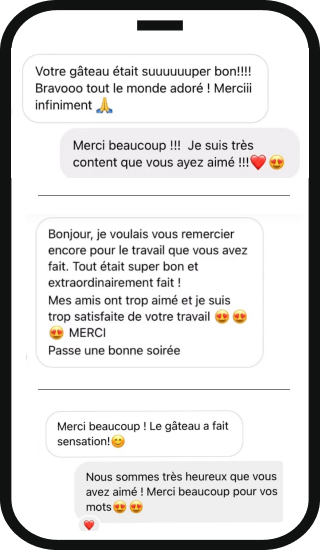 Votre gâteau était suuuuuuper bon!!!!
Bravooo tout le monde adoré ! Merciii
infiniment 🙏
Merci beaucoup !!! Je suis très
content que vous ayez aimé !!!❤️😍
Bonjour, je voulais vous remercier
encore pour le travail que vous avez
fait. Tout était super bon et
extraordinairement fait !
Mes amis ont trop aimé et je suis
trop satisfaite de votre travail 😍 😍
😍 MERCI
Passe une bonne soirée
Merci beaucoup ! Le gâteau a fait
sensation!😊
Nous sommes très heureux que vous
avez aimé ! Merci beaucoup pour vos
mots😍😍
❤️